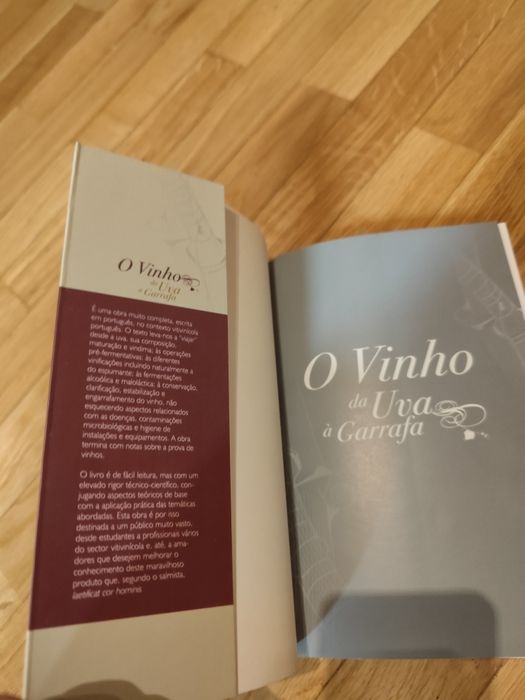 O Vinho
da Uva
à Garrafa
É uma obra muito completa, escrita
em português, no contexto vitivinícola
português. O texto leva-nos a "viajar"
desde a uva, sua composição,
maturação e vindima; às operações
pré-fermentativas; às diferentes
vinificações incluindo naturalmente a
do espumante; às fermentações
alcoólica e maloláctica; à conservação,
clarificação, estabilização e
engarrafamento do vinho, não
esquecendo aspectos relacionados
com as doenças, contaminações
microbiológicas e higiene de
instalações e equipamentos. A obra
termina com notas sobre a prova de
vinhos.
O livro é de fácil leitura, mas com um
elevado rigor técnico-científico, con-
jugando aspectos teóricos de base
com a aplicação prática das temáticas
abordadas. Esta obra é por isso
destinada a um público muito vasto,
desde estudantes a profissionais vários
do sector vitivinícola e, até, a ama-
dores que desejem melhorar o
conhecimento deste maravilhoso
produto que, segundo o salmista,
laetificat cor hominis
O Vinho
da Uva
à Garrafa